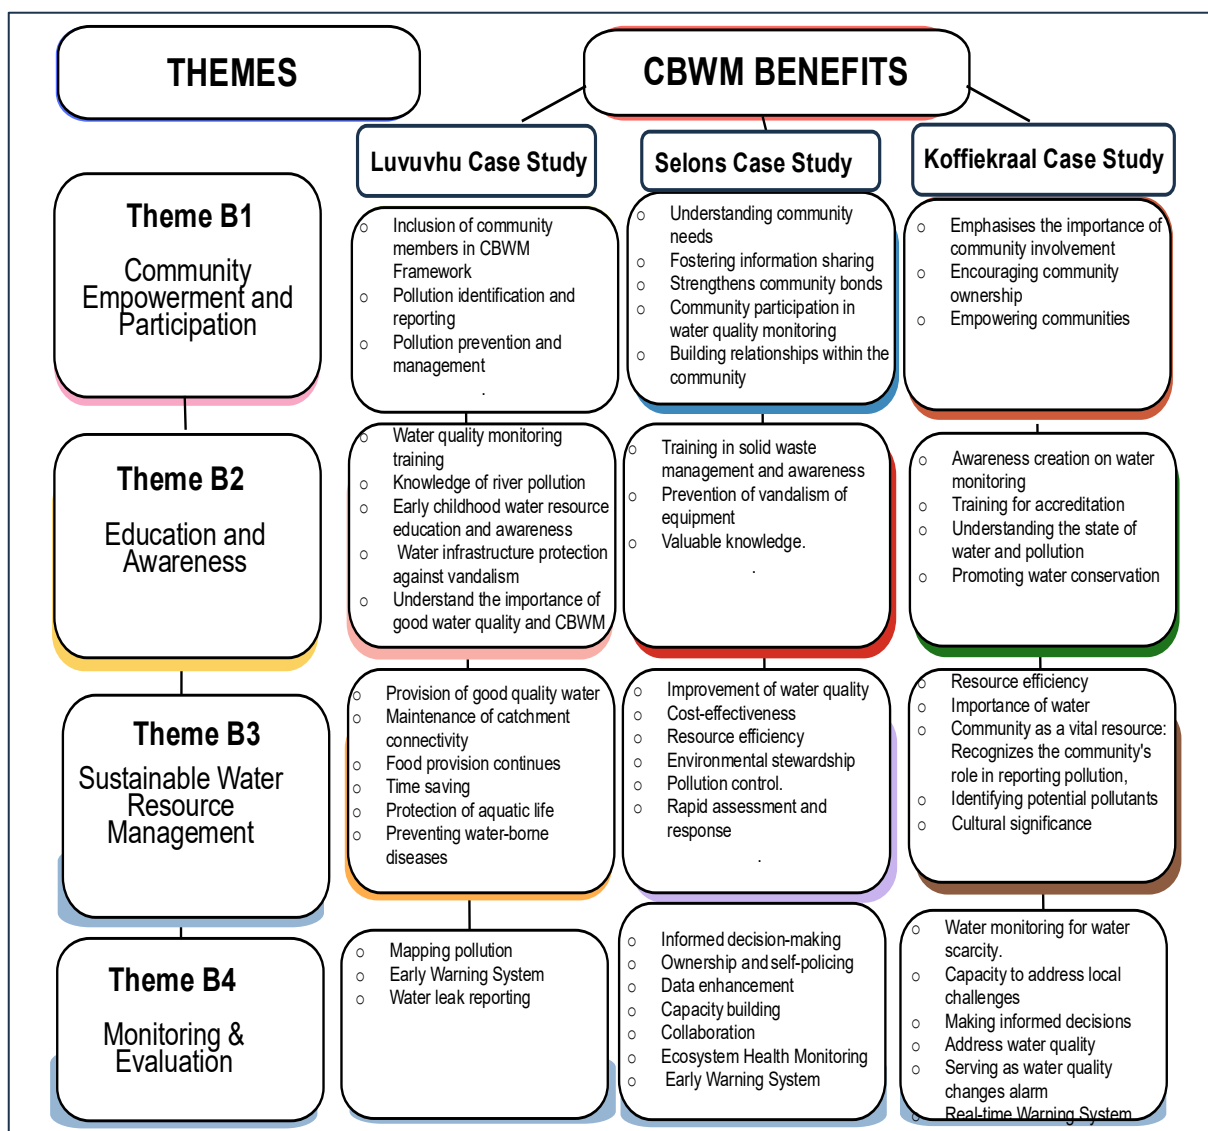 THEMES
CBWM BENEFITS
Luvuvhu Case Study
Selons Case Study
Koffiekraal Case Study
Theme B1
Community
Empowerment and
Participation
o Inclusion of community
members in CBWM
Framework
o Pollution identification and
reporting
o Pollution prevention and
management
.
o Understanding community
needs
o Fostering information sharing
o Strengthens community bonds
o Community participation in
water quality monitoring
o Building relationships within the
community
o Emphasises the importance of
community involvement
o Encouraging community
ownership
o Empowering communities
Theme B2
Education and
Awareness
o Water quality monitoring
training
o Knowledge of river pollution
o Early childhood water resource
education and awareness
o Water infrastructure protection
against vandalism
o Understand the importance of
good water quality and CBWM
o Training in solid waste
management and awareness
o Prevention of vandalism of
equipment
o Valuable knowledge.
.
o Awareness creation on water
monitoring
o Training for accreditation
o Understanding the state of
water and pollution
o Promoting water conservation
Theme B3
Sustainable Water
Resource
Management
o Provision of good quality water
o Maintenance of catchment
connectivity
o Food provision continues
o Time saving
o Protection of aquatic life
o Preventing water-borne
diseases
o Improvement of water quality
o Cost-effectiveness
o Resource efficiency
o Environmental stewardship
o Pollution control.
o Rapid assessment and
response
.
o Resource efficiency
o Importance of water
o Community as a vital resource:
Recognizes the community's
role in reporting pollution,
o Identifying potential pollutants
o Cultural significance
Theme B4
Monitoring &
Evaluation
o Mapping pollution
o Early Warning System
o Water leak reporting
o Informed decision-making
o Ownership and self-policing
o Data enhancement
o Capacity building
o Collaboration
o Ecosystem Health Monitoring
o Early Warning System
o Water monitoring for water
scarcity.
o Capacity to address local
challenges
o Making informed decisions
o Address water quality
o Serving as water quality
changes alarm
o Real-time Warning System